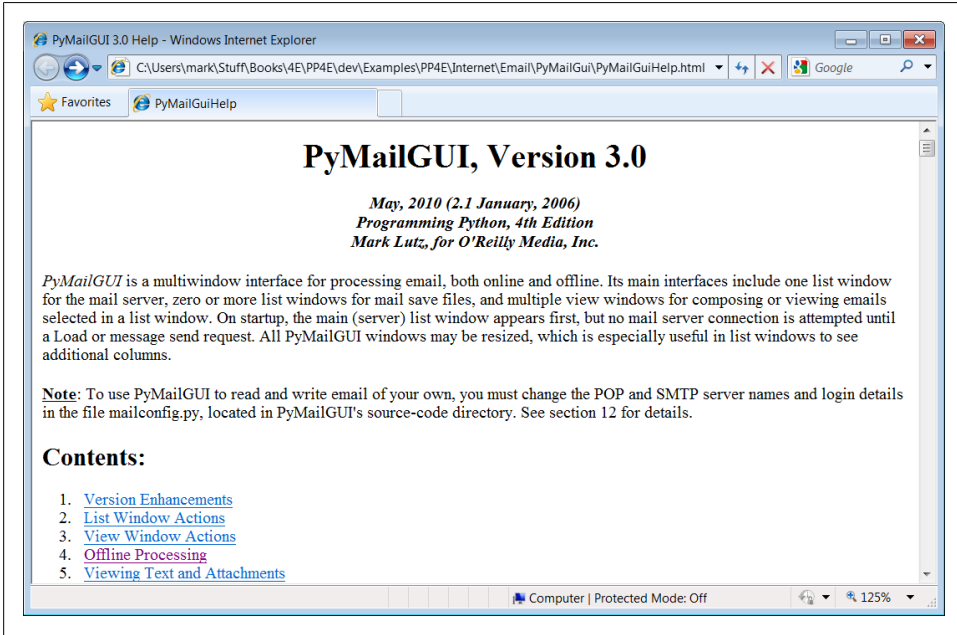 PyMailGUI 3.0 Help - Windows Internet Explorer
C:\Users\mark\Stuff\Books\4E\PP4E\dev\Examples\PP4E\Internet\Email\PyMailGui\PyMailGuiHelp.html
Google
Favorites
PyMailGuiHelp
PyMailGUI, Version 3.0
May, 2010 (2.1 January, 2006)
Programming Python, 4th Edition
Mark Lutz, for O'Reilly Media, Inc.
PyMailGUI is a multiwindow interface for processing email, both online and offline. Its main interfaces include one list window
for the mail server, zero or more list windows for mail save files, and multiple view windows for composing or viewing emails
selected in a list window. On startup, the main (server) list window appears first, but no mail server connection is attempted until
a Load or message send request. All PyMailGUI windows may be resized, which is especially useful in list windows to see
additional columns.
Note: To use PyMailGUI to read and write email of your own, you must change the POP and SMTP server names and login details
in the file mailconfig.py, located in PyMailGUI's source-code directory. See section 12 for details.
Contents:
1. Version Enhancements
2. List Window Actions
3. View Window Actions
4. Offline Processing
5. Viewing Text and Attachments
Computer | Protected Mode: Off
125%